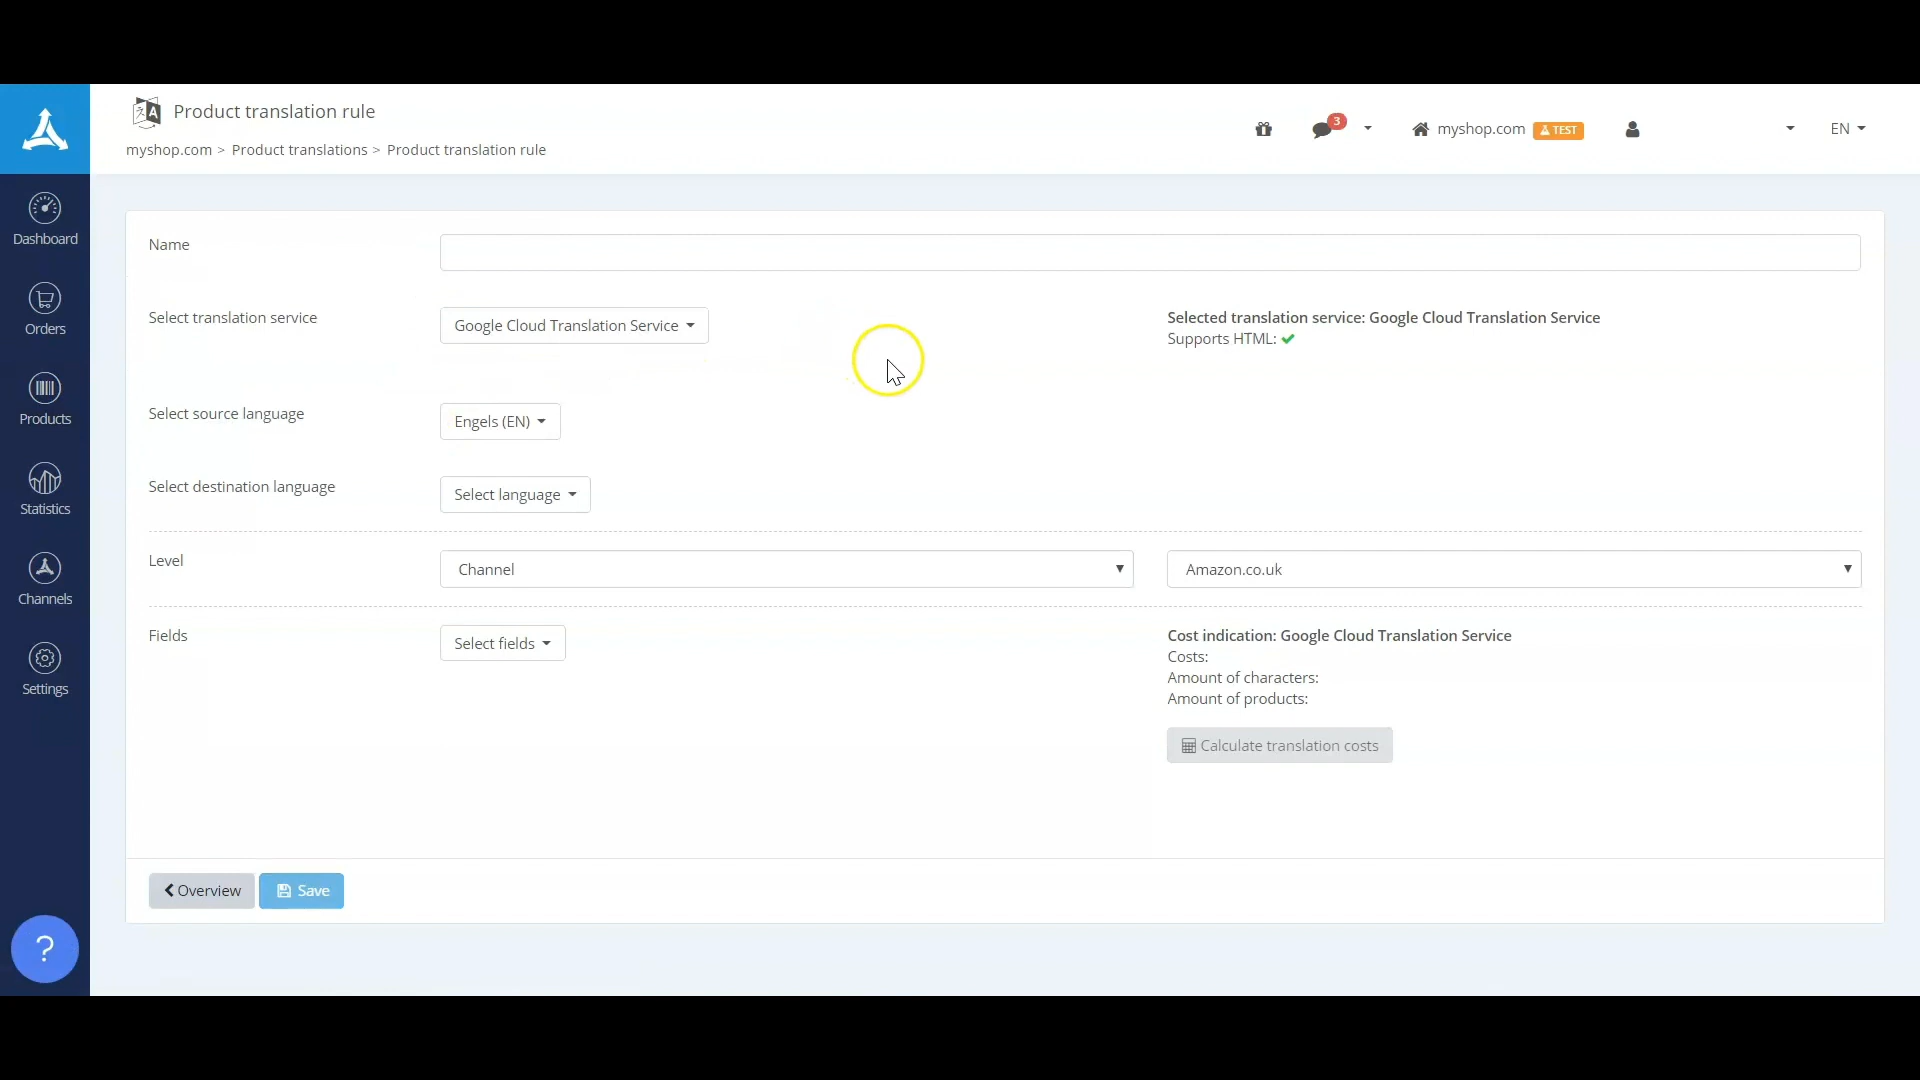 Product translation rule
myshop.com > Product translations > Product translation rule
3
myshop.com TEST
EN
Dashboard
Orders
Products
Statistics
Channels
Settings
?
Name
Select translation service
Google Cloud Translation Service
Selected translation service: Google Cloud Translation Service
Supports HTML:
Select source language
Engels (EN)
Select destination language
Select language
Level
Channel
Amazon.co.uk
Fields
Select fields
Cost indication: Google Cloud Translation Service
Costs:
Amount of characters:
Amount of products:
Calculate translation costs
Overview
Save